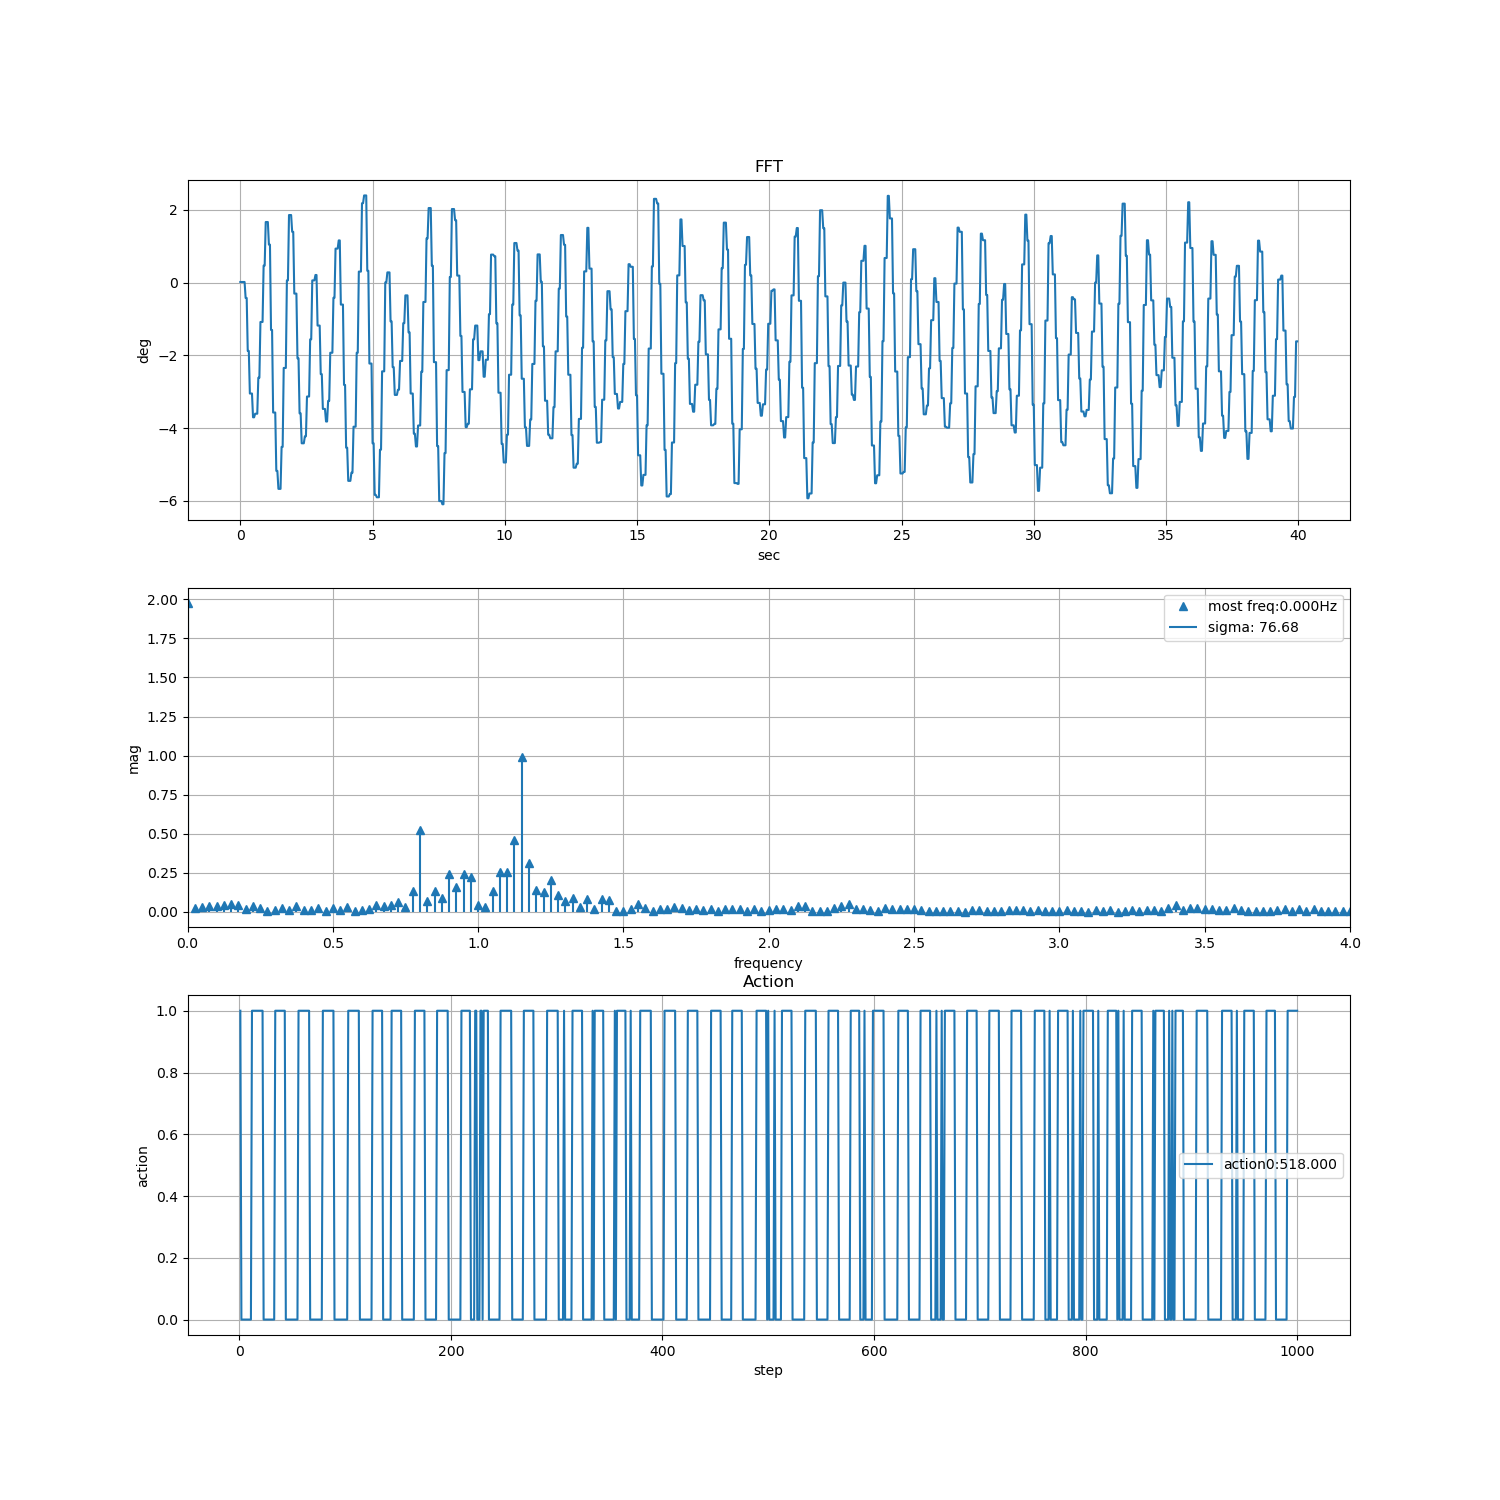 FFT
2
0
−2
−4
−6
deg
0 5 10 15 20 25 30 35 40
sec
2.00
1.75
1.50
1.25
1.00
0.75
0.50
0.25
0.00
mag
most freq:0.000Hz
sigma: 76.68
0.0 0.5 1.0 1.5 2.0 2.5 3.0 3.5 4.0
frequency
Action
1.0
0.8
0.6
0.4
0.2
0.0
action
action0:518.000
0 200 400 600 800 1000
step